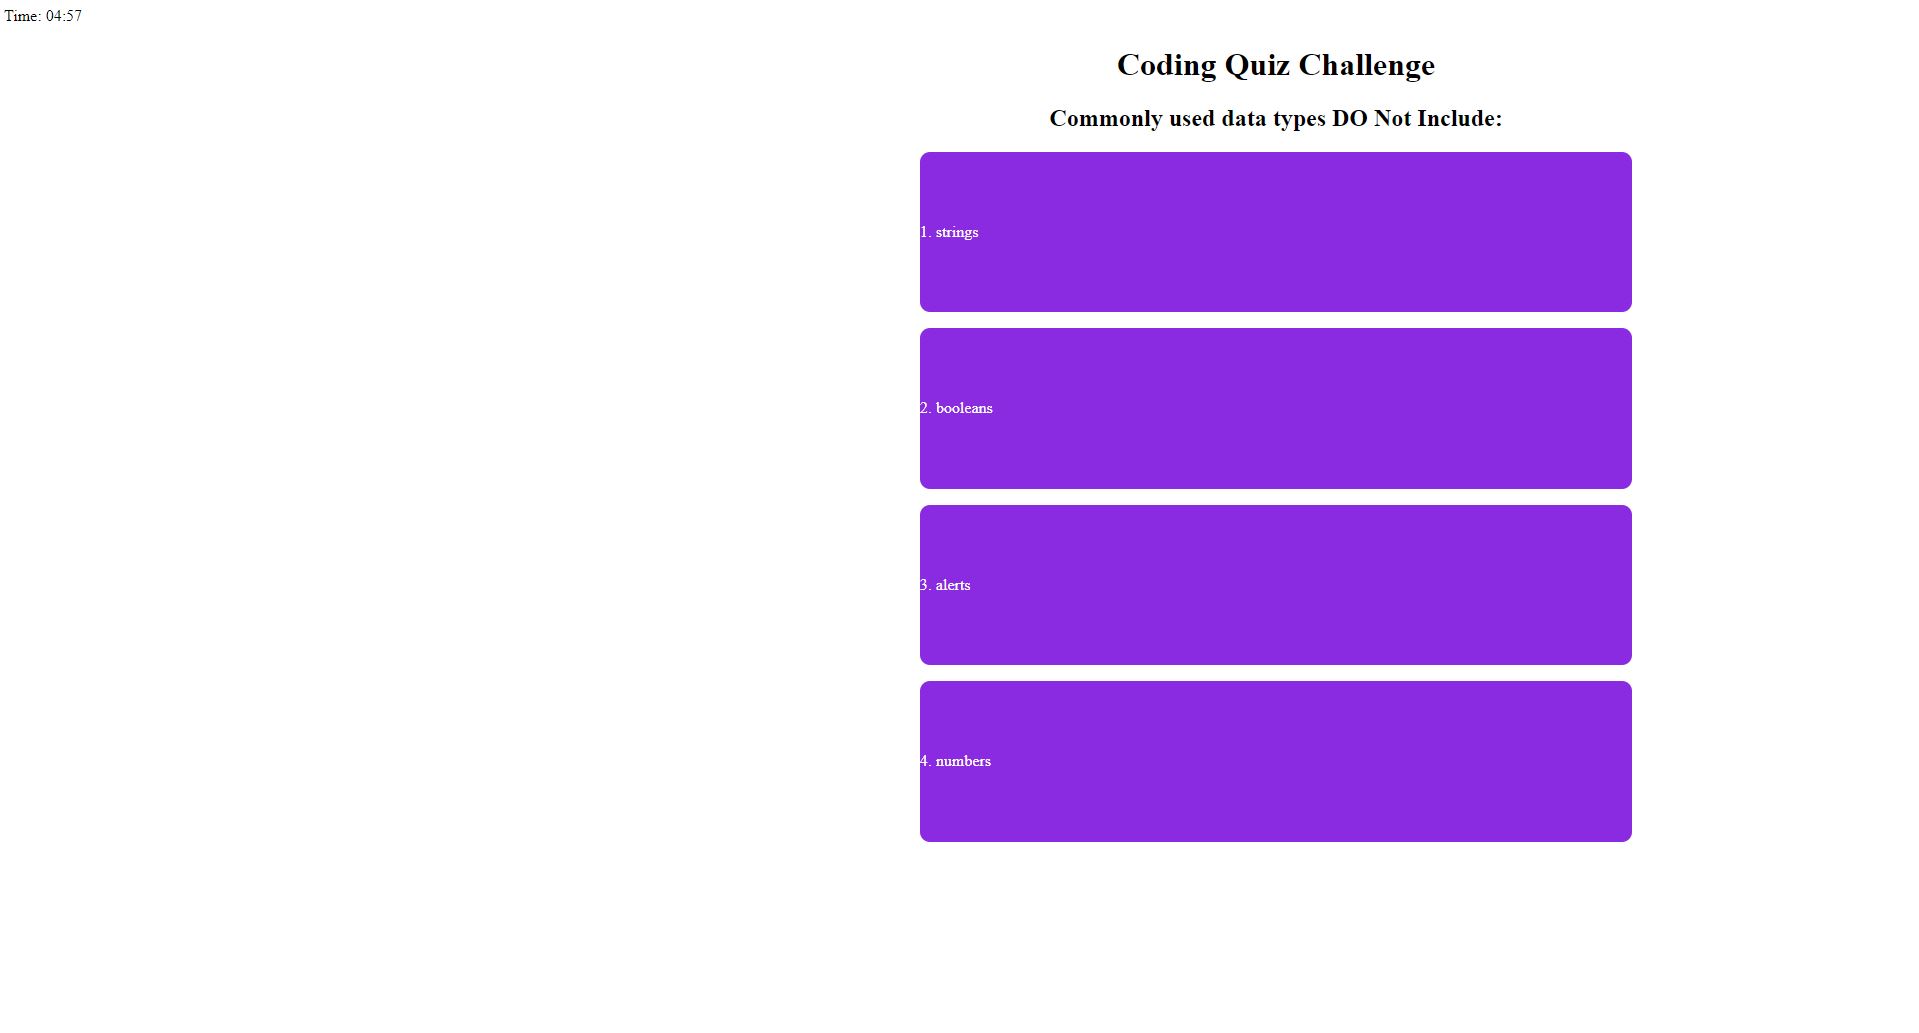 Time: 04:57
Coding Quiz Challenge
Commonly used data types DO Not Include:
1. strings
2. booleans
3. alerts
4. numbers